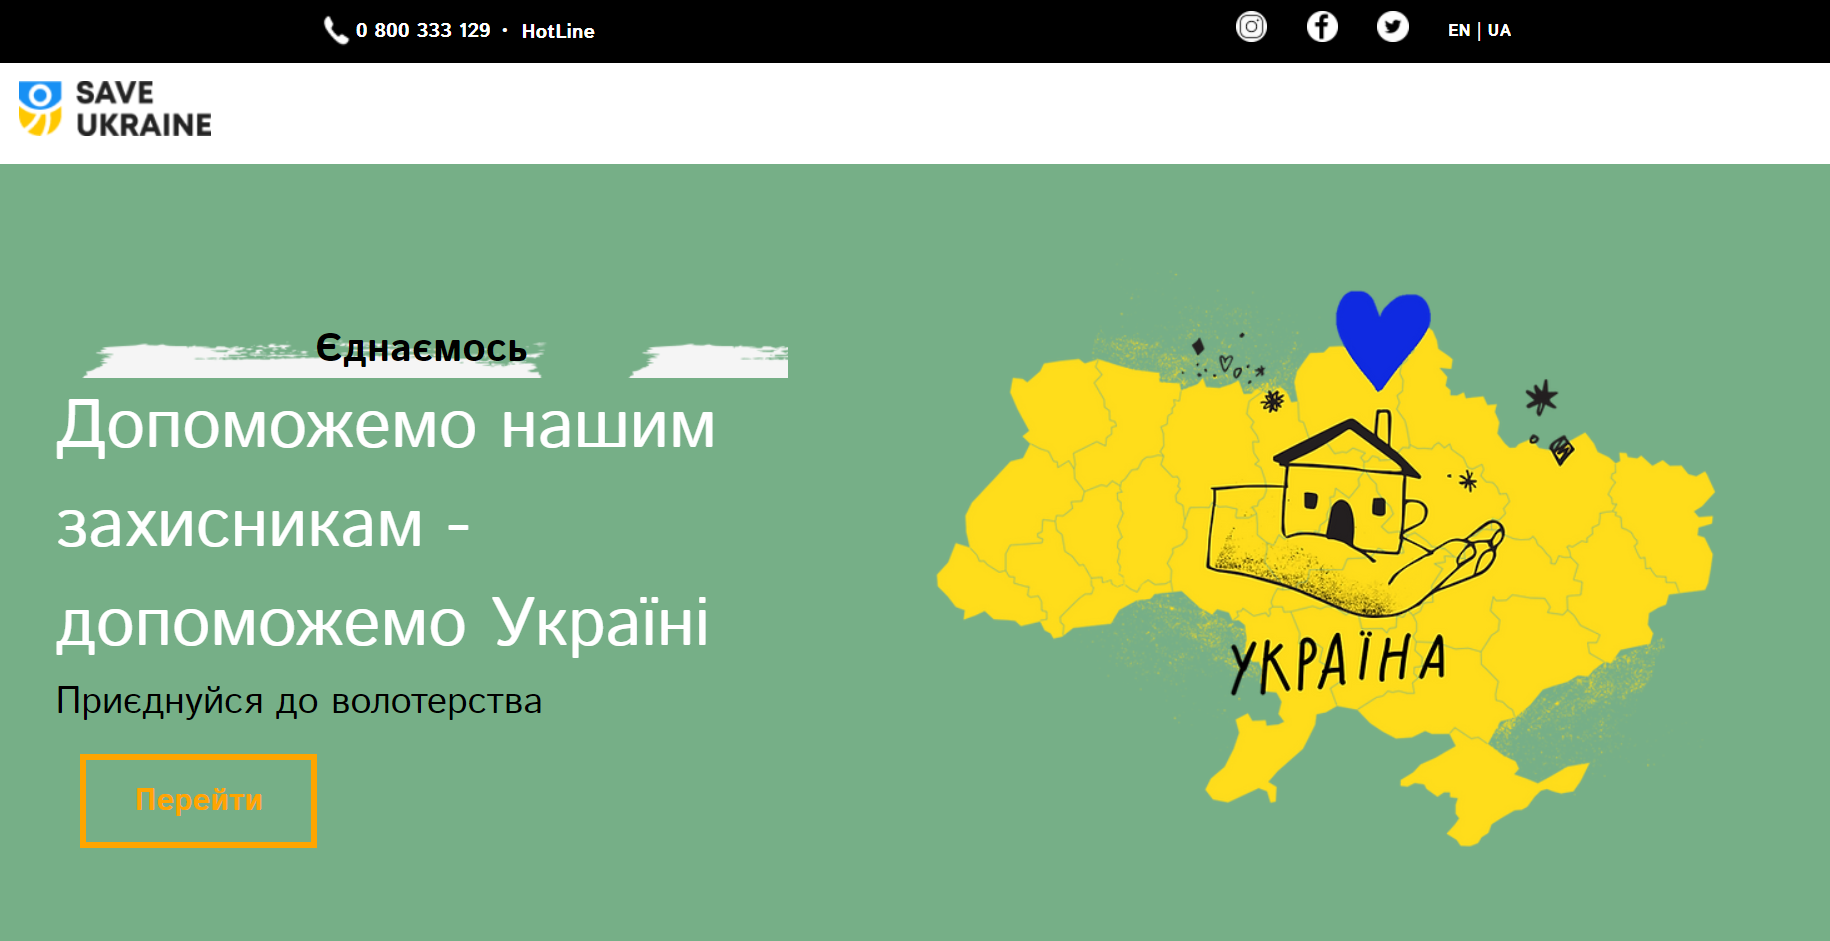 0 800 333 129 · HotLine
EN | UA
SAVE
UKRAINE
Єднаємось
Допоможемо нашим
захисникам -
допоможемо Україні
Приєднуйся до волотерства
Перейти
УКРАЇНА